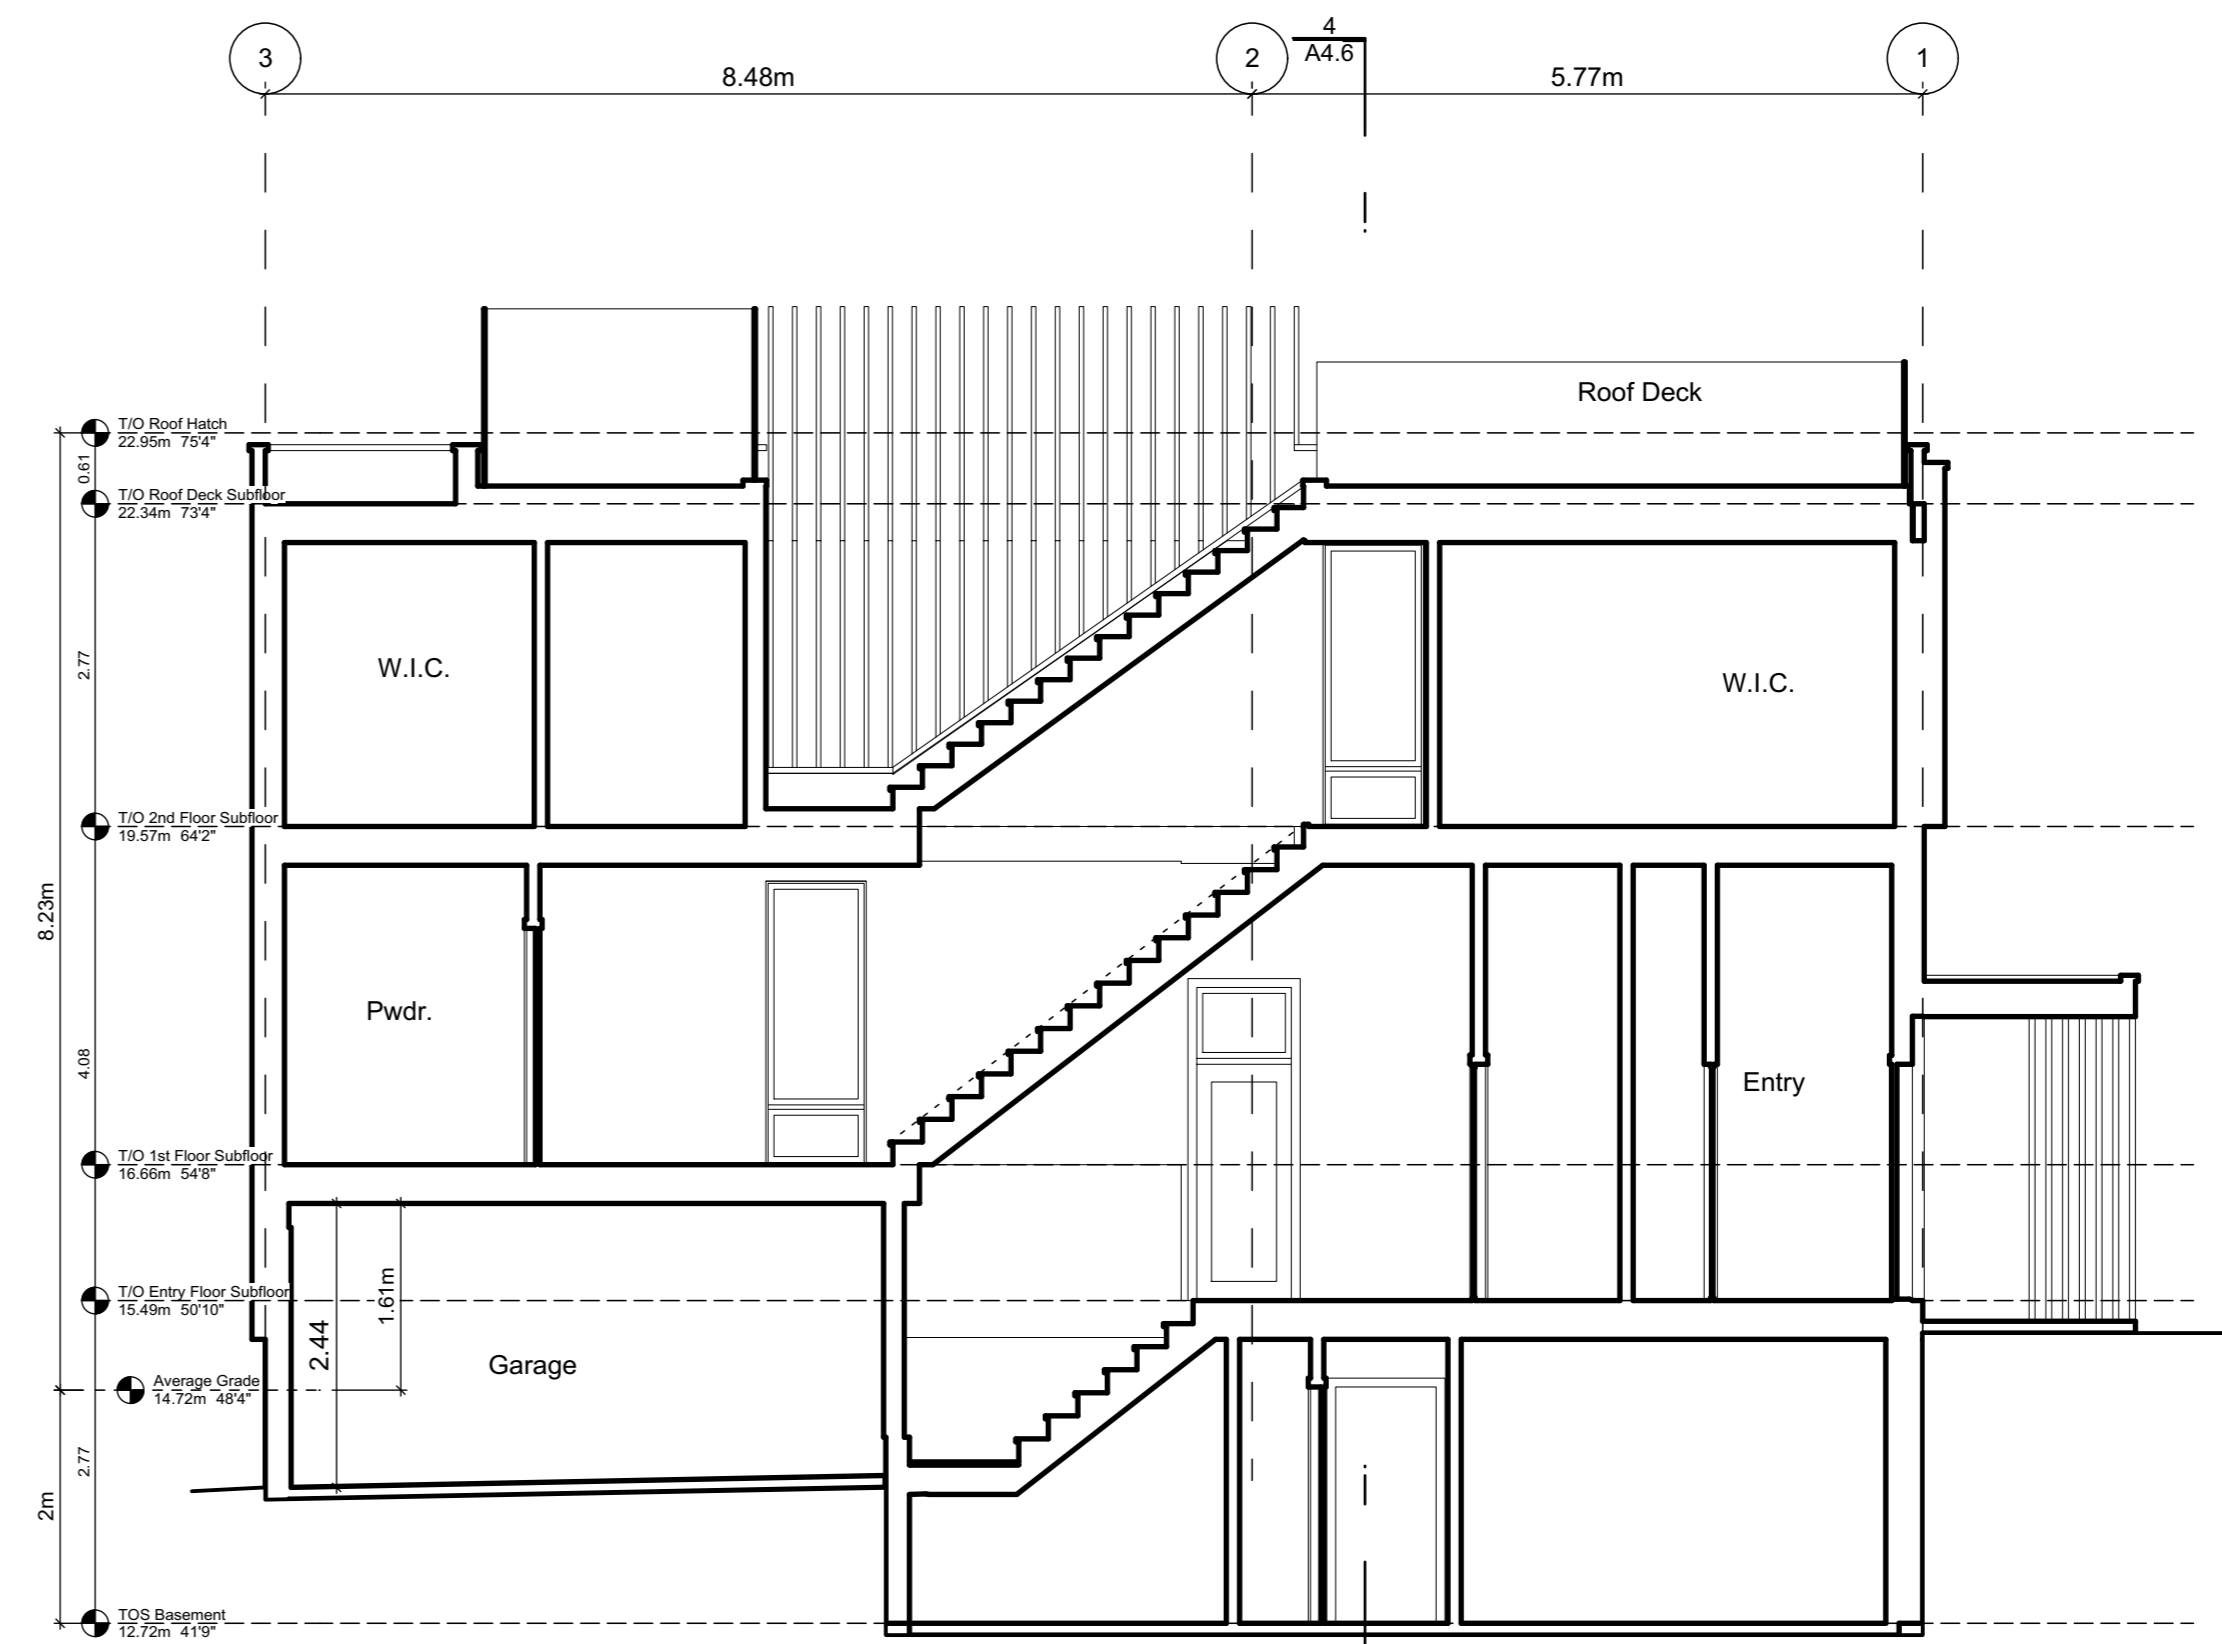 3
8.48m
2
4
A4.6
5.77m
1
Roof Deck
T/O Roof Hatch
22.95m 75'4"
0.61
T/O Roof Deck Subfloor
22.34m 73'4"
2.77
W.I.C.
W.I.C.
T/O 2nd Floor Subfloor
19.57m 64'2"
8.23m
4.08
Pwdr.
Entry
T/O 1st Floor Subfloor
16.66m 54'8"
T/O Entry Floor Subfloor
15.49m 50'10"
1.61m
2.44
Garage
Average Grade
14.72m 48'4"
2.77
2m
TOS Basement
12.72m 41'9"